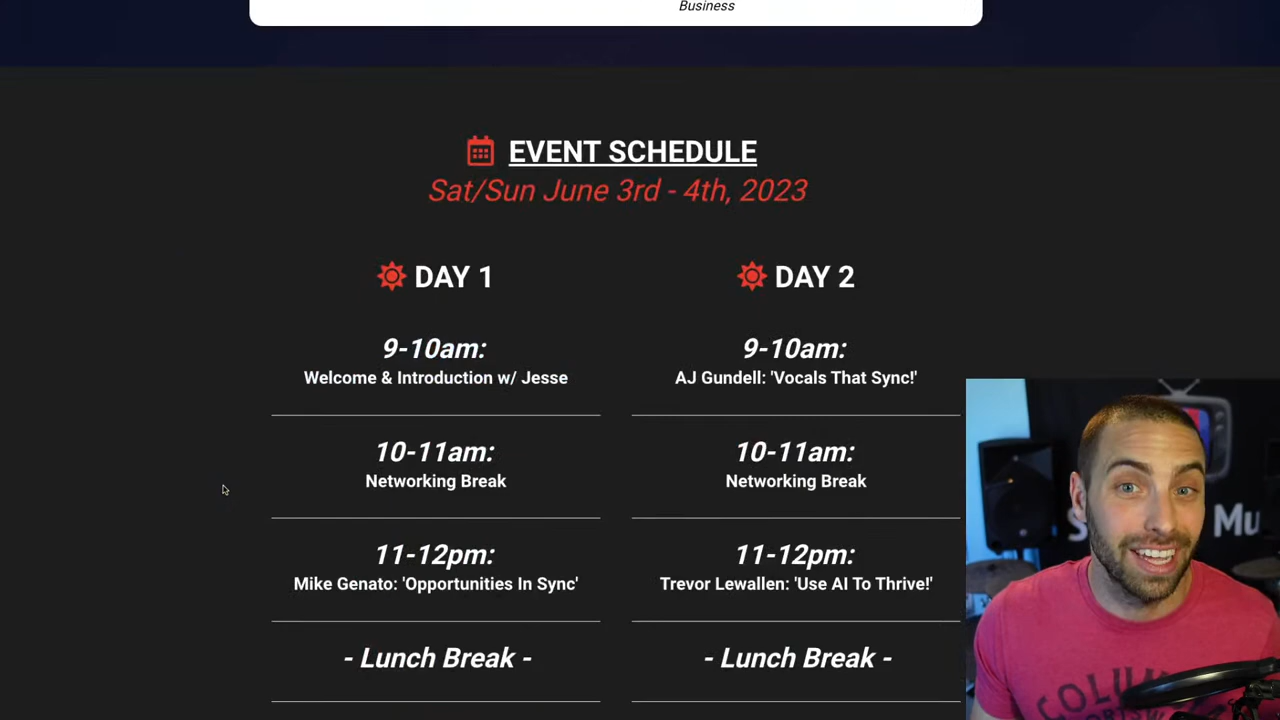 Business
EVENT SCHEDULE
Sat/Sun June 3rd - 4th, 2023
DAY 1
9-10am:
Welcome & Introduction w/ Jesse
10-11am:
Networking Break
11-12pm:
Mike Genato: 'Opportunities In Sync'
- Lunch Break -
DAY 2
9-10am:
AJ Gundell: 'Vocals That Sync!'
10-11am:
Networking Break
11-12pm:
Trevor Lewallen: 'Use AI To Thrive!'
- Lunch Break -